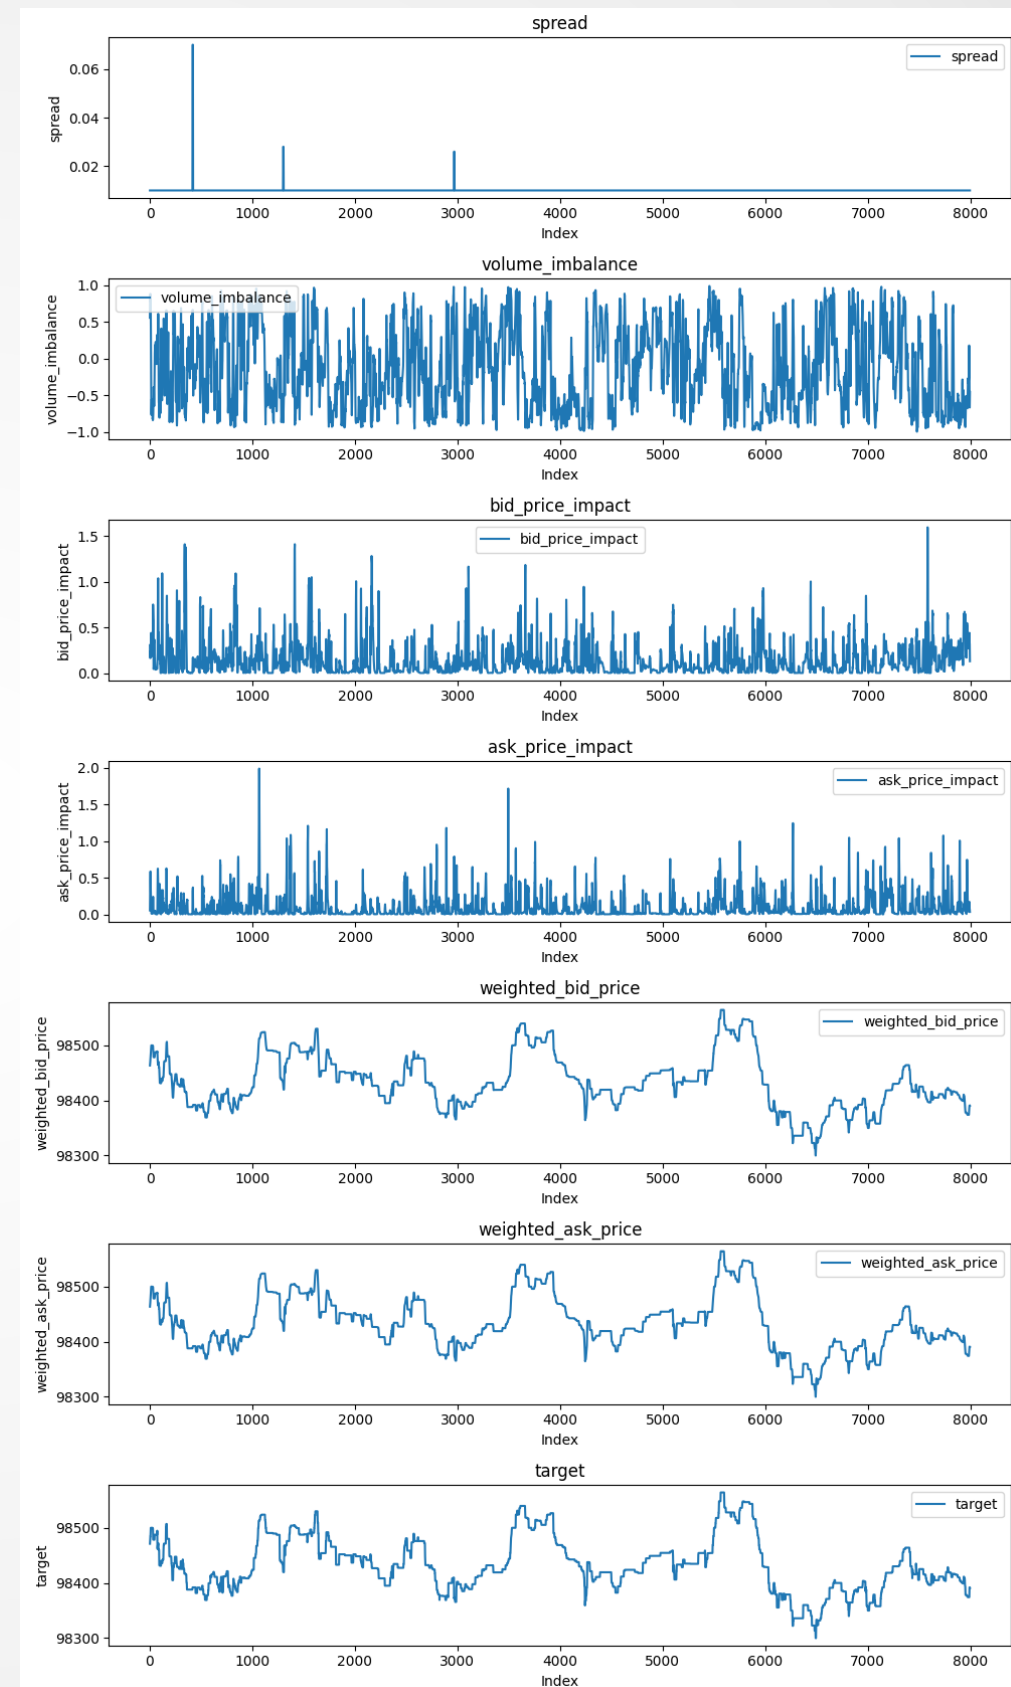 spread
spread
spread
0.06
0.04
0.02
0 1000 2000 3000 4000 5000 6000 7000 8000
Index
volume_imbalance
volume_imbalance
volume_imbalance
1.0
0.5
0.0
−0.5
−1.0
0 1000 2000 3000 4000 5000 6000 7000 8000
Index
bid_price_impact
bid_price_impact
bid_price_impact
1.5
1.0
0.5
0.0
0 1000 2000 3000 4000 5000 6000 7000 8000
Index
ask_price_impact
ask_price_impact
ask_price_impact
2.0
1.5
1.0
0.5
0.0
0 1000 2000 3000 4000 5000 6000 7000 8000
Index
weighted_bid_price
weighted_bid_price
weighted_bid_price
98500
98400
98300
0 1000 2000 3000 4000 5000 6000 7000 8000
Index
weighted_ask_price
weighted_ask_price
weighted_ask_price
98500
98400
98300
0 1000 2000 3000 4000 5000 6000 7000 8000
Index
target
target
target
98500
98400
98300
0 1000 2000 3000 4000 5000 6000 7000 8000
Index